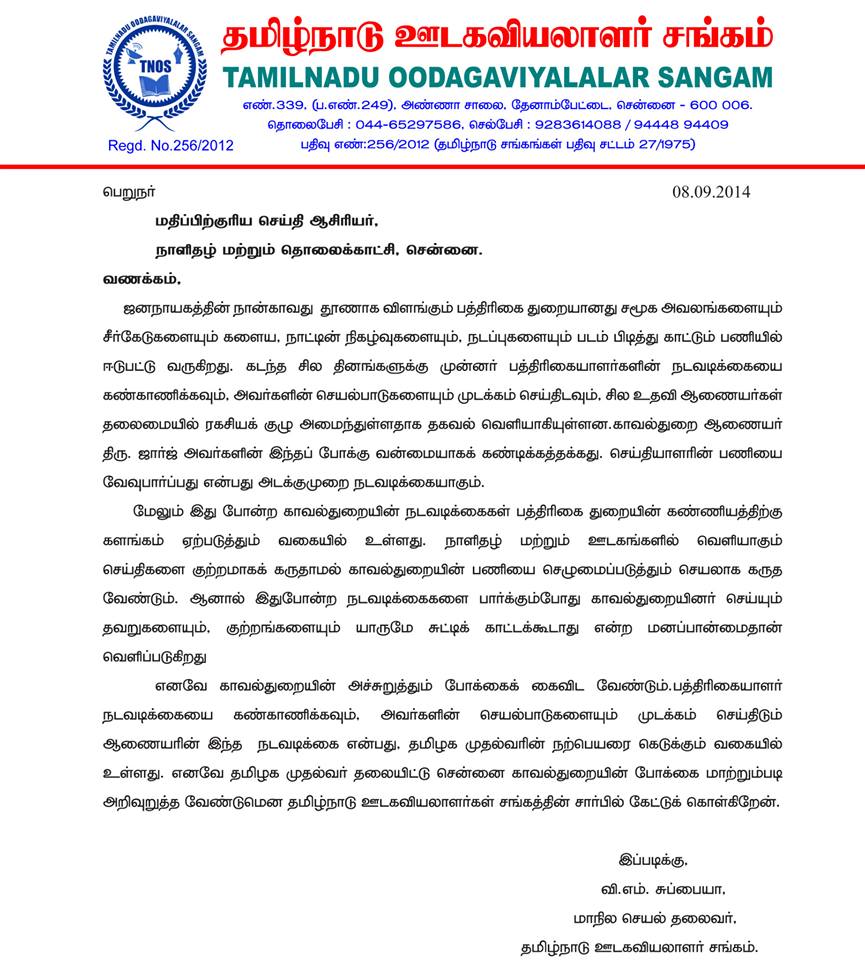 தமிழ்நாடு ஊடகவியலாளர் சங்கம்
TAMILNADU OODAGAVIYALALAR SANGAM
TAMILNADU OODAGAVIYALALAR SANGAM
TNOS
எண்.339, (ப.எண்.249), அண்ணா சாலை, தேனாம்பேட்டை, சென்னை - 600 006.
தொலைபேசி : 044-65297586, செல்பேசி : 9283614088 / 94448 94409
Regd. No.256/2012
பதிவு எண்:256/2012 (தமிழ்நாடு சங்கங்கள் பதிவு சட்டம் 27/1975)
பெறுநர் 08.09.2014
மதிப்பிற்குரிய செய்தி ஆசிரியர்,
நாளிதழ் மற்றும் தொலைக்காட்சி, சென்னை.
வணக்கம்,
ஜனநாயகத்தின் நான்காவது தூணாக விளங்கும் பத்திரிகை துறையானது சமூக அவலங்களையும்
சீர்கேடுகளையும் களைய, நாட்டின் நிகழ்வுகளையும், நடப்புகளையும் படம் பிடித்து காட்டும் பணியில்
ஈடுபட்டு வருகிறது. கடந்த சில தினங்களுக்கு முன்னர் பத்திரிகையாளர்களின் நடவடிக்கையை
கண்காணிக்கவும், அவர்களின் செயல்பாடுகளையும் முடக்கம் செய்திடவும், சில உதவி ஆணையர்கள்
தலைமையில் ரகசியக் குழு அமைந்துள்ளதாக தகவல் வெளியாகியுள்ளன.காவல்துறை ஆணையர்
திரு. ஜார்ஜ் அவர்களின் இந்தப் போக்கு வன்மையாகக் கண்டிக்கத்தக்கது. செய்தியாளரின் பணியை
வேவுபார்ப்பது என்பது அடக்குமுறை நடவடிக்கையாகும்.
மேலும் இது போன்ற காவல்துறையின் நடவடிக்கைகள் பத்திரிகை துறையின் கண்ணியத்திற்கு
களங்கம் ஏற்படுத்தும் வகையில் உள்ளது. நாளிதழ் மற்றும் ஊடகங்களில் வெளியாகும்
செய்திகளை குற்றமாகக் கருதாமல் காவல்துறையின் பணியை செழுமைப்படுத்தும் செயலாக கருத
வேண்டும். ஆனால் இதுபோன்ற நடவடிக்கைகளை பார்க்கும்போது காவல்துறையினர் செய்யும்
தவறுகளையும், குற்றங்களையும் யாருமே சுட்டிக் காட்டக்கூடாது என்ற மனப்பான்மைதான்
வெளிப்படுகிறது
எனவே காவல்துறையின் அச்சுறுத்தும் போக்கைக் கைவிட வேண்டும்.பத்திரிகையாளர்
நடவடிக்கையை கண்காணிக்கவும், அவர்களின் செயல்பாடுகளையும் முடக்கம் செய்திடும்
ஆணையரின் இந்த நடவடிக்கை என்பது, தமிழக முதல்வரின் நற்பெயரை கெடுக்கும் வகையில்
உள்ளது. எனவே தமிழக முதல்வர் தலையிட்டு சென்னை காவல்துறையின் போக்கை மாற்றும்படி
அறிவுறுத்த வேண்டுமென தமிழ்நாடு ஊடகவியலாளர்கள் சங்கத்தின் சார்பில் கேட்டுக் கொள்கிறேன்.
இப்படிக்கு,
வி.எம். சுப்பையா,
மாநில செயல் தலைவர்,
தமிழ்நாடு ஊடகவியலாளர் சங்கம்.